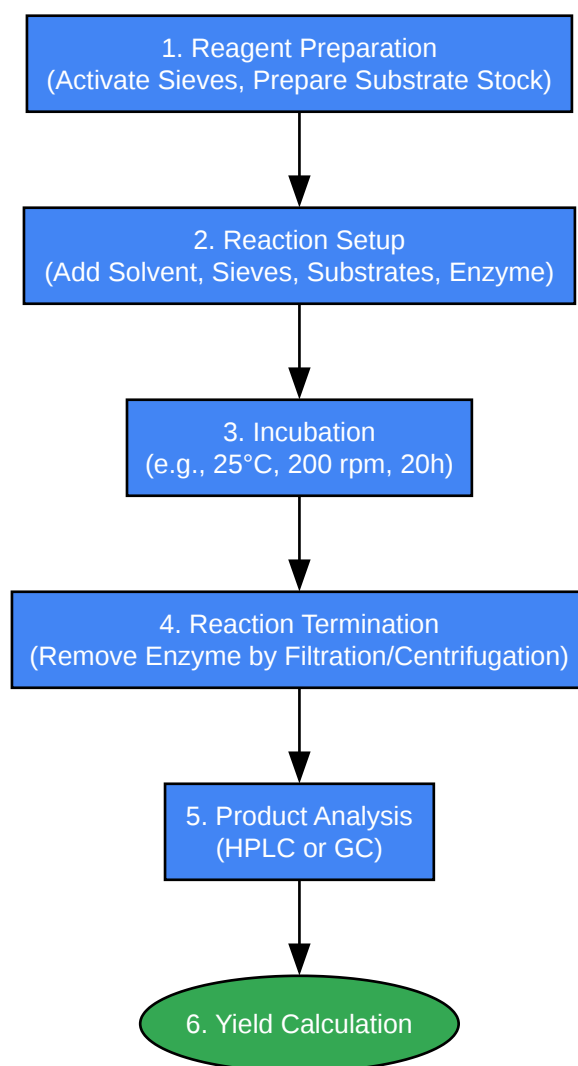 1. Reagent Preparation
(Activate Sieves, Prepare Substrate Stock)
2. Reaction Setup
(Add Solvent, Sieves, Substrates, Enzyme)
3. Incubation
(e.g., 25°C, 200 rpm, 20h)
4. Reaction Termination
(Remove Enzyme by Filtration/Centrifugation)
5. Product Analysis
(HPLC or GC)
6. Yield Calculation